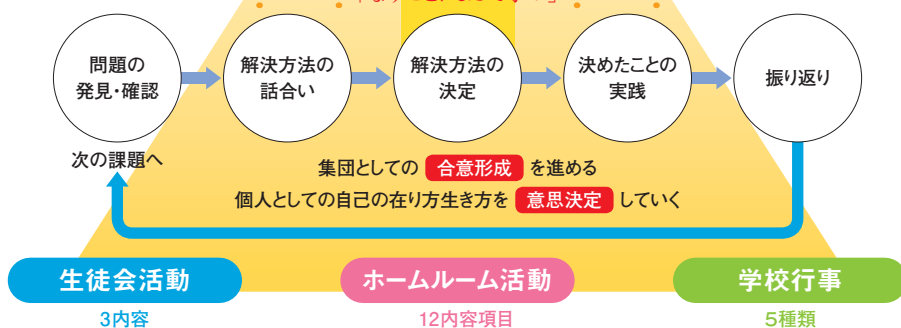 問題の
発見・確認
解決方法の
話合い
解決方法の
決定
決めたことの
実践
振り返り
次の課題へ
集団としての 合意形成 を進める
個人としての自己の在り方生き方を 意思決定 していく
生徒会活動
ホームルーム活動
学校行事
3内容
12内容項目
5種類